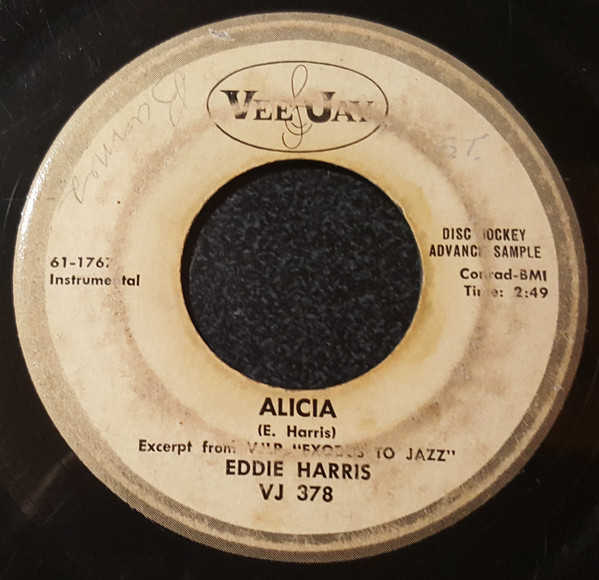 VEE JAY
DISC JOCKEY
ADVANCE SAMPLE
61-1767
Instrumental
Conrad-BMI
Time: 2:49
ALICIA
(E. Harris)
Excerpt from VJLP "EXODUS TO JAZZ"
EDDIE HARRIS
VJ 378